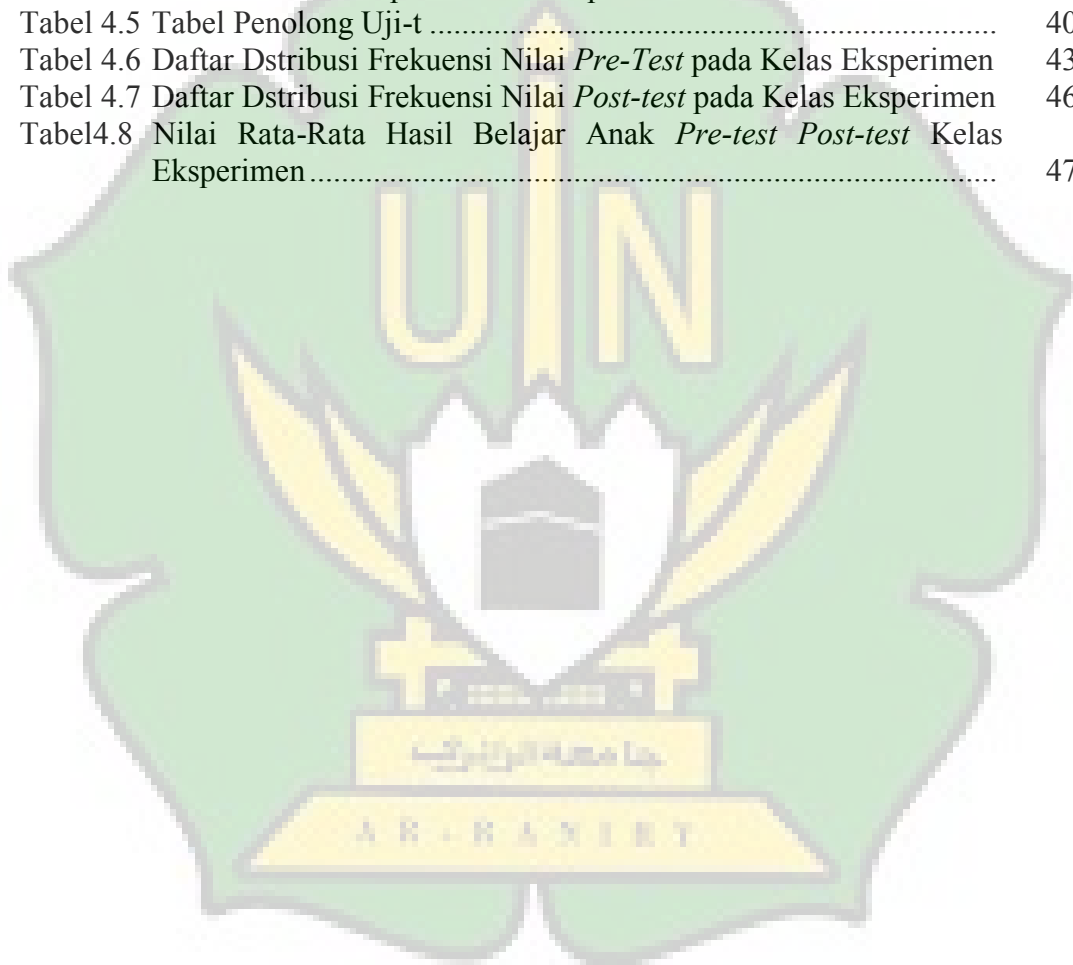 Tabel 4.5 Tabel Penolong Uji-t ...................................................................... 40
Tabel 4.6 Daftar Dstribusi Frekuensi Nilai Pre-Test pada Kelas Eksperimen 43
Tabel 4.7 Daftar Dstribusi Frekuensi Nilai Post-test pada Kelas Eksperimen 46
Tabel4.8 Nilai Rata-Rata Hasil Belajar Anak Pre-test Post-test Kelas
Eksperimen ..................................................................................... 47
U I N
جامعة الرانيري
AR-RANIRY